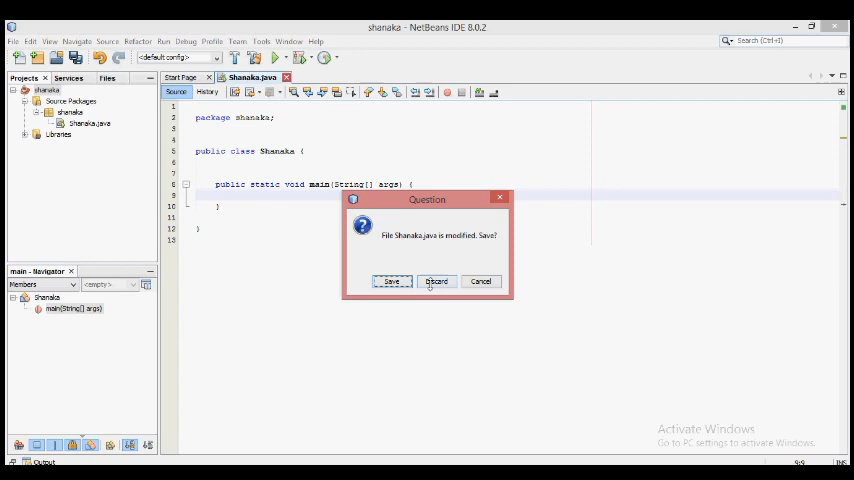 shanaka - NetBeans IDE 8.0.2
File Edit View Navigate Source Refactor Run Debug Profile Team Tools Window Help
Search (Ctrl+I)
<default config>
Projects Services Files
Start Page Shanaka.java
shanaka
Source Packages
shanaka
Shanaka.java
Libraries
Source History
1
2 package shanaka;
3
4
5 public class Shanaka {
6
7
8 public static void main(String[] args) {
9
10 }
11
12 }
13
Question
File Shanaka.java is modified. Save?
Save Discard Cancel
main - Navigator
Members <empty>
Shanaka
main(String[] args)
Activate Windows
Go to PC settings to activate Windows.
Output
9:9 INS